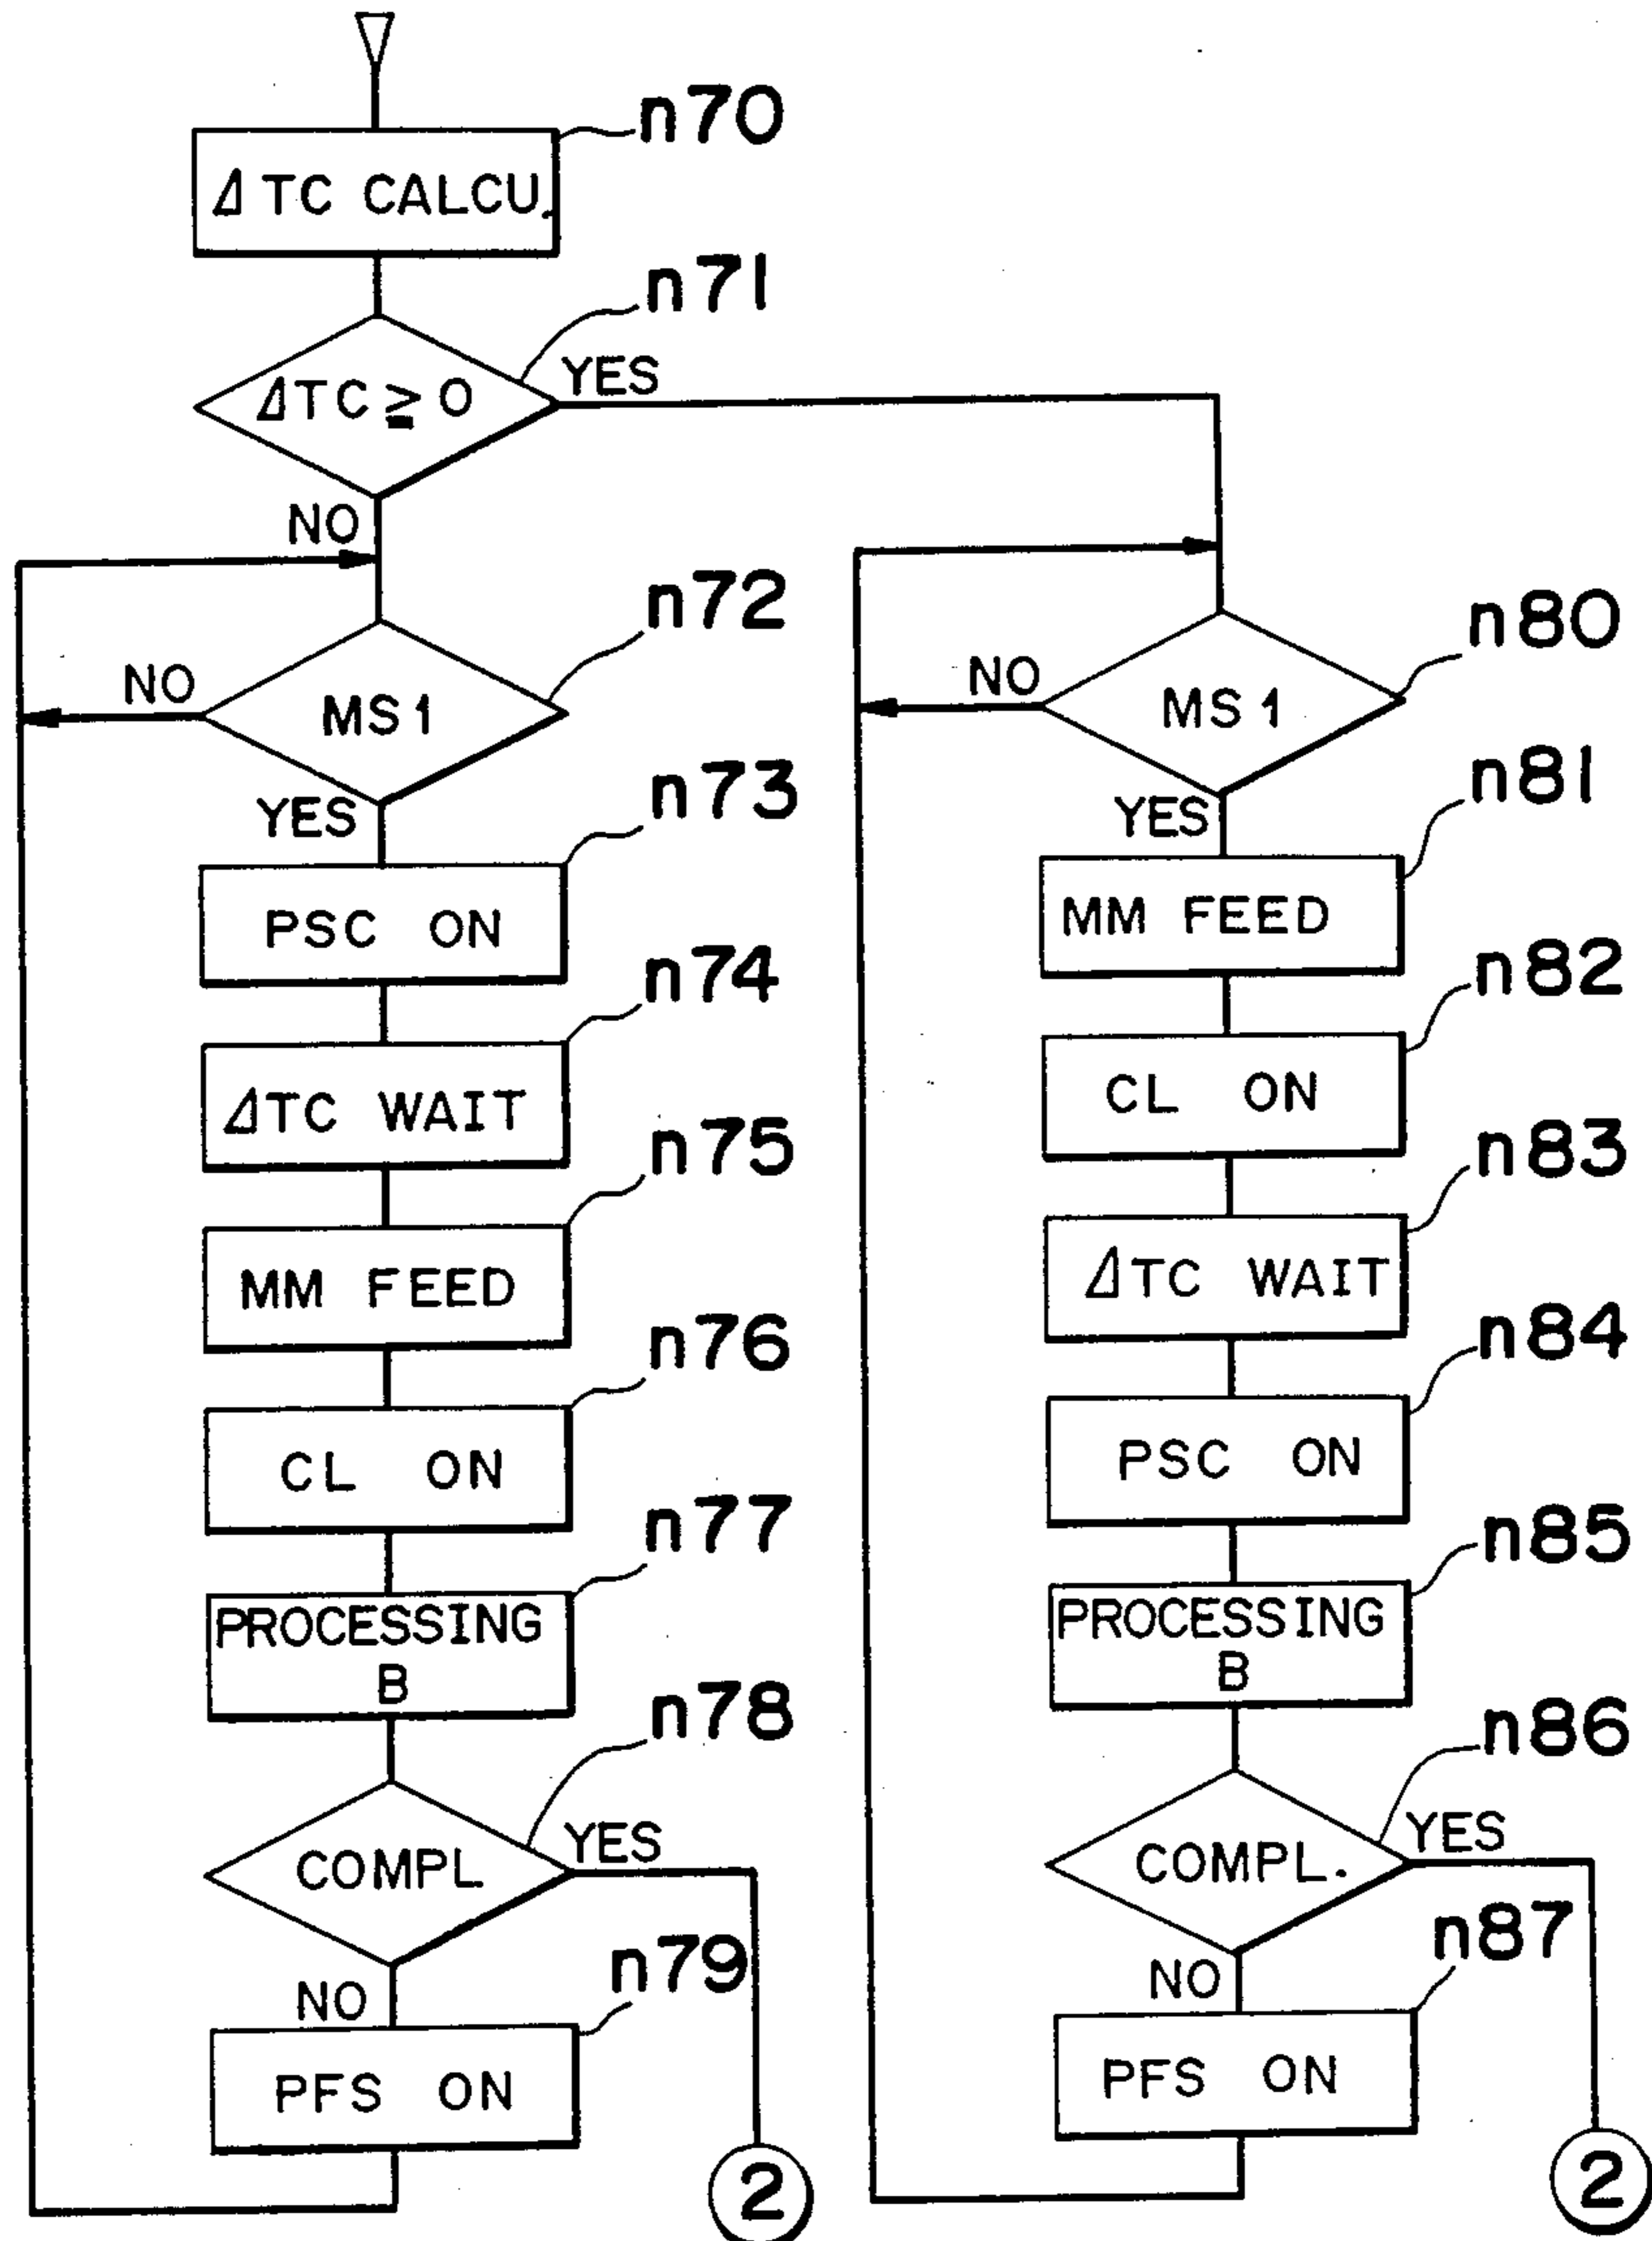 n70
ΔTC CALCU.
n71
ΔTC ≧ 0
YES
NO
n72
NO
MS1
YES
n73
PSC ON
n74
ΔTC WAIT
n75
MM FEED
n76
CL ON
n77
PROCESSING
B
n78
COMPL
YES
NO
n79
PFS ON
2
n80
NO
MS1
YES
n81
MM FEED
n82
CL ON
n83
ΔTC WAIT
n84
PSC ON
n85
PROCESSING
B
n86
COMPL.
YES
NO
n87
PFS ON
2